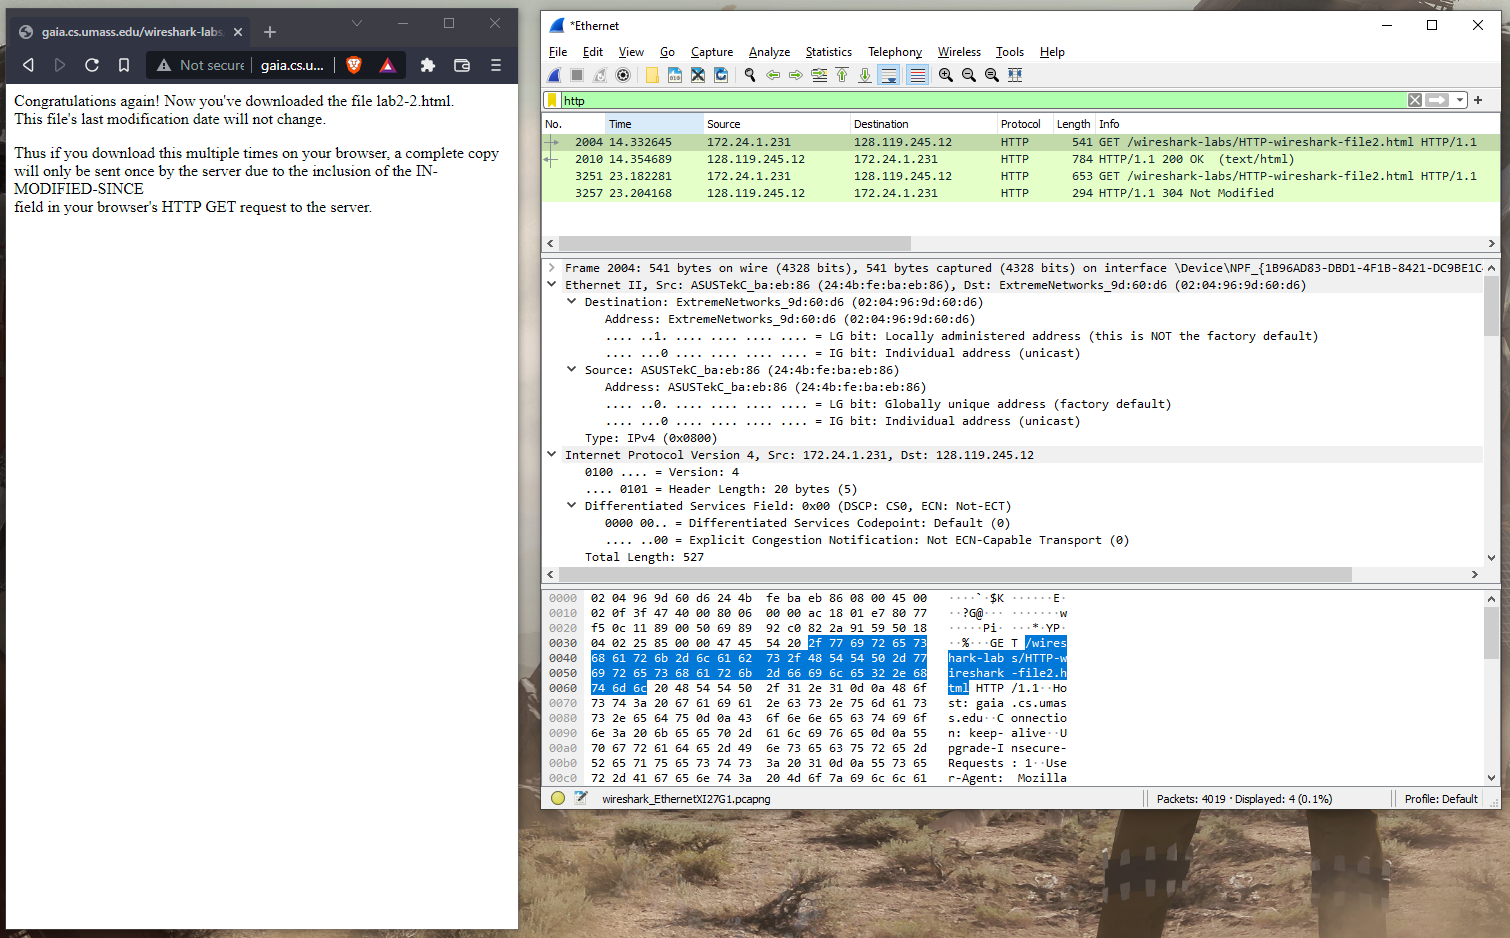 gaia.cs.umass.edu/wireshark-labs
Not secure
gaia.cs.u...
Congratulations again! Now you've downloaded the file lab2-2.html.
This file's last modification date will not change.
Thus if you download this multiple times on your browser, a complete copy
will only be sent once by the server due to the inclusion of the IN-
MODIFIED-SINCE
field in your browser's HTTP GET request to the server.
*Ethernet
File Edit View Go Capture Analyze Statistics Telephony Wireless Tools Help
http
No. Time Source Destination Protocol Length Info
2004 14.332645 172.24.1.231 128.119.245.12 HTTP 541 GET /wireshark-labs/HTTP-wireshark-file2.html HTTP/1.1
2010 14.354689 128.119.245.12 172.24.1.231 HTTP 784 HTTP/1.1 200 OK (text/html)
3251 23.182281 172.24.1.231 128.119.245.12 HTTP 653 GET /wireshark-labs/HTTP-wireshark-file2.html HTTP/1.1
3257 23.204168 128.119.245.12 172.24.1.231 HTTP 294 HTTP/1.1 304 Not Modified
Frame 2004: 541 bytes on wire (4328 bits), 541 bytes captured (4328 bits) on interface \Device\NPF_{1B96AD83-DBD1-4F1B-8421-DC9BE1C
Ethernet II, Src: ASUSTekC_ba:eb:86 (24:4b:fe:ba:eb:86), Dst: ExtremeNetworks_9d:60:d6 (02:04:96:9d:60:d6)
Destination: ExtremeNetworks_9d:60:d6 (02:04:96:9d:60:d6)
Address: ExtremeNetworks_9d:60:d6 (02:04:96:9d:60:d6)
.... ..1. .... .... .... .... = LG bit: Locally administered address (this is NOT the factory default)
.... ...0 .... .... .... .... = IG bit: Individual address (unicast)
Source: ASUSTekC_ba:eb:86 (24:4b:fe:ba:eb:86)
Address: ASUSTekC_ba:eb:86 (24:4b:fe:ba:eb:86)
.... ..0. .... .... .... .... = LG bit: Globally unique address (factory default)
.... ...0 .... .... .... .... = IG bit: Individual address (unicast)
Type: IPv4 (0x0800)
Internet Protocol Version 4, Src: 172.24.1.231, Dst: 128.119.245.12
0100 .... = Version: 4
.... 0101 = Header Length: 20 bytes (5)
Differentiated Services Field: 0x00 (DSCP: CS0, ECN: Not-ECT)
0000 00.. = Differentiated Services Codepoint: Default (0)
.... ..00 = Explicit Congestion Notification: Not ECN-Capable Transport (0)
Total Length: 527
0000 02 04 96 9d 60 d6 24 4b fe ba eb 86 08 00 45 00 ····`·$K ······E·
0010 02 0f 3f 47 40 00 80 06 00 00 ac 18 01 e7 80 77 ··?G@··· ·······w
0020 f5 0c 11 89 00 50 69 89 92 c0 82 2a 91 59 50 18 ·····Pi· ···*·YP·
0030 04 02 25 85 00 00 47 45 54 20 2f 77 69 72 65 73 ··%···GE T /wires
0040 68 61 72 6b 2d 6c 61 62 73 2f 48 54 54 50 2d 77 hark-lab s/HTTP-w
0050 69 72 65 73 68 61 72 6b 2d 66 69 6c 65 32 2e 68 ireshark -file2.h
0060 74 6d 6c 20 48 54 54 50 2f 31 2e 31 0d 0a 48 6f tml HTTP /1.1··Ho
0070 73 74 3a 20 67 61 69 61 2e 63 73 2e 75 6d 61 73 st: gaia .cs.umas
0080 73 2e 65 64 75 0d 0a 43 6f 6e 6e 65 63 74 69 6f s.edu··C onnectio
0090 6e 3a 20 6b 65 65 70 2d 61 6c 69 76 65 0d 0a 55 n: keep- alive··U
00a0 70 67 72 61 64 65 2d 49 6e 73 65 63 75 72 65 2d pgrade-I nsecure-
00b0 52 65 71 75 65 73 74 73 3a 20 31 0d 0a 55 73 65 Requests : 1··Use
00c0 72 2d 41 67 65 6e 74 3a 20 4d 6f 7a 69 6c 6c 61 r-Agent: Mozilla
wireshark_EthernetXI27G1.pcapng
Packets: 4019 · Displayed: 4 (0.1%)
Profile: Default